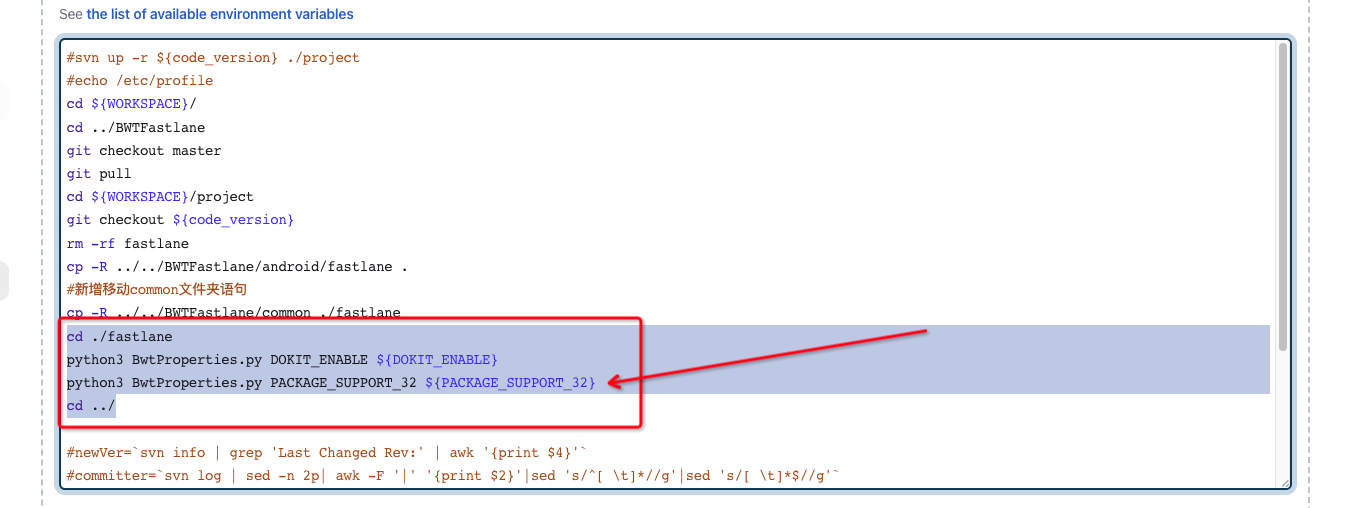 See the list of available environment variables
#svn up -r ${code_version} ./project
#echo /etc/profile
cd ${WORKSPACE}/
cd ../BWTFastlane
git checkout master
git pull
cd ${WORKSPACE}/project
git checkout ${code_version}
rm -rf fastlane
cp -R ../../BWTFastlane/android/fastlane .
#新增移动common文件夹语句
cp -R ../../BWTFastlane/common ./fastlane
cd ./fastlane
python3 BwtProperties.py DOKIT_ENABLE ${DOKIT_ENABLE}
python3 BwtProperties.py PACKAGE_SUPPORT_32 ${PACKAGE_SUPPORT_32}
cd ../
#newVer=`svn info | grep 'Last Changed Rev:' | awk '{print $4}'`
#committer=`svn log | sed -n 2p| awk -F '|' '{print $2}'|sed 's/^[ \t]*//g'|sed 's/[ \t]*$//g'`